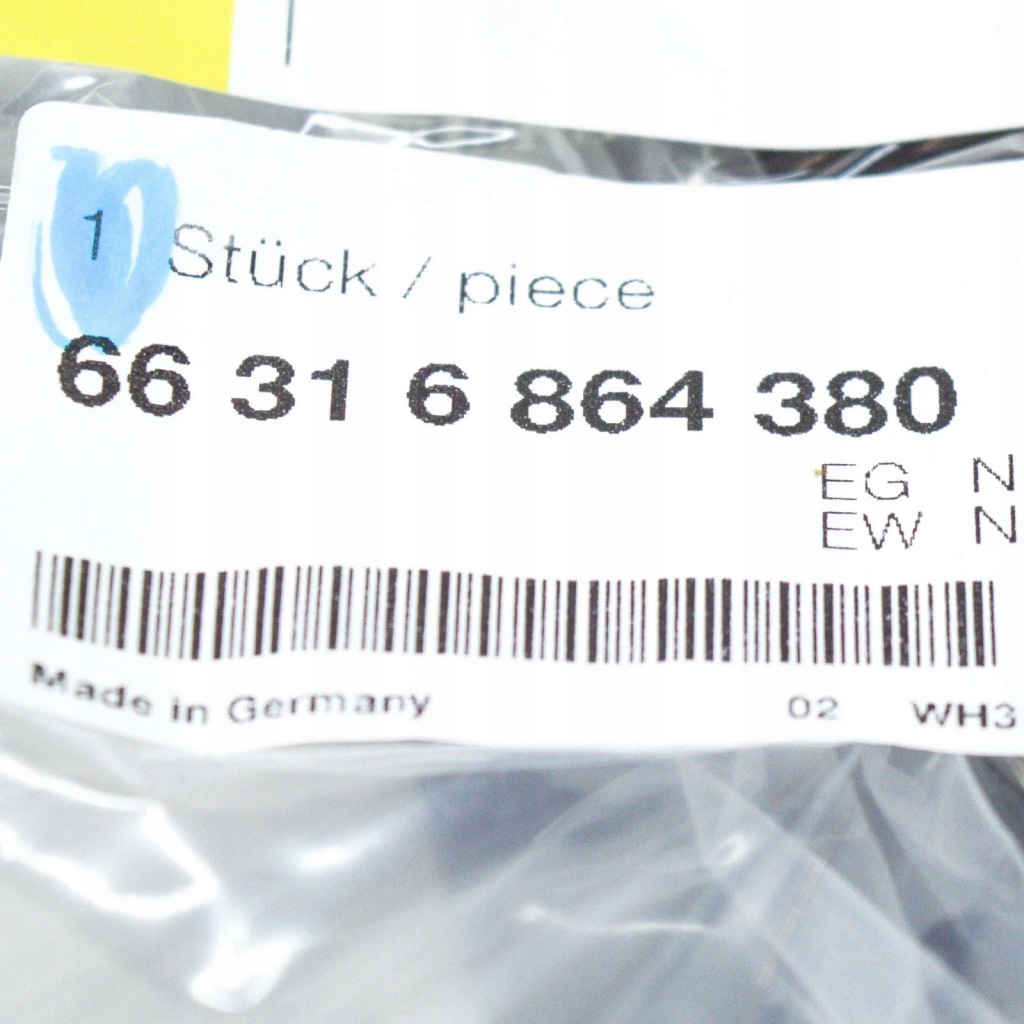 1 Stück / piece
66 31 6 864 380
EG N
EW N
Made in Germany 02 WH3